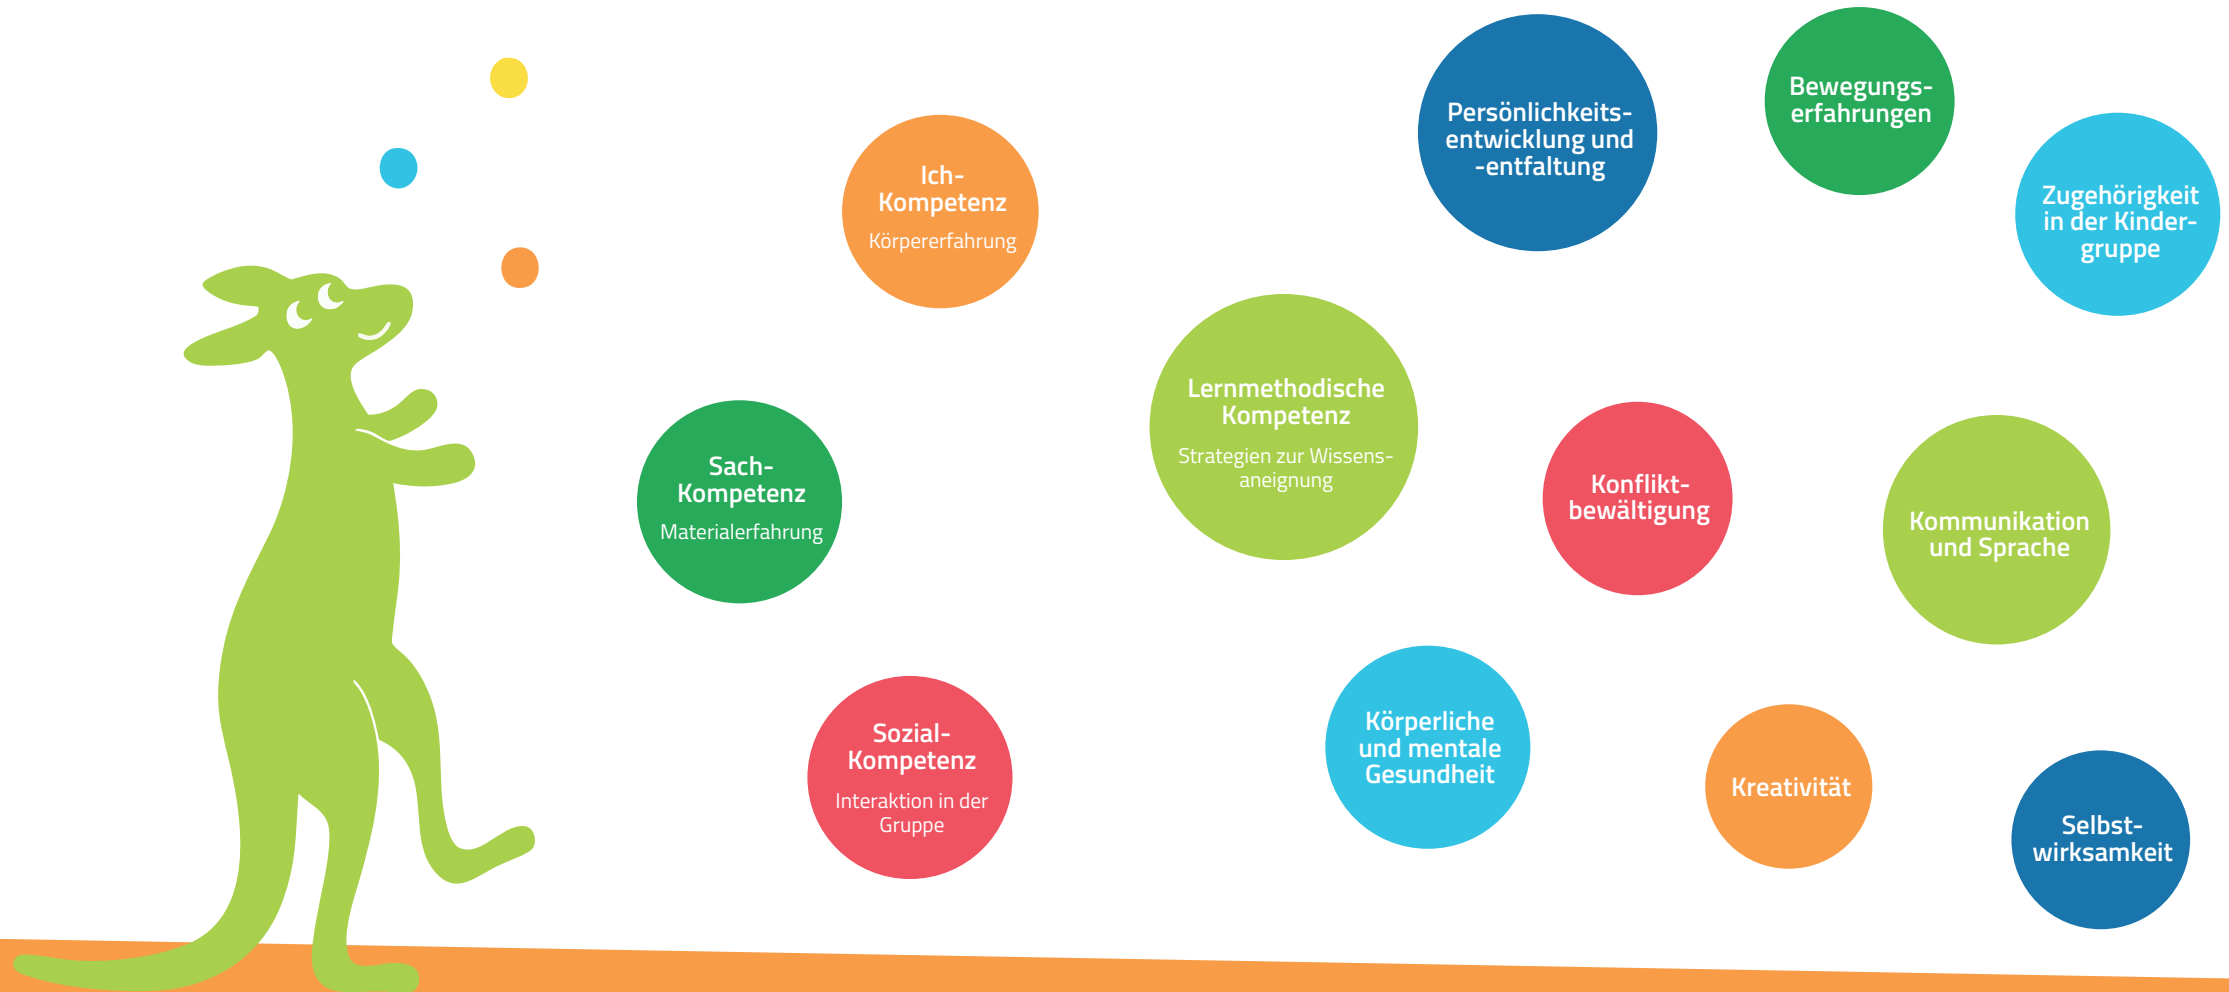 Ich-
Kompetenz
Körpererfahrung
Sach-
Kompetenz
Materialerfahrung
Sozial-
Kompetenz
Interaktion in der
Gruppe
Lernmethodische
Kompetenz
Strategien zur Wissens-
aneignung
Persönlichkeits-
entwicklung und
-entfaltung
Bewegungs-
erfahrungen
Zugehörigkeit
in der Kinder-
gruppe
Konflikt-
bewältigung
Kommunikation
und Sprache
Körperliche
und mentale
Gesundheit
Kreativität
Selbst-
wirksamkeit